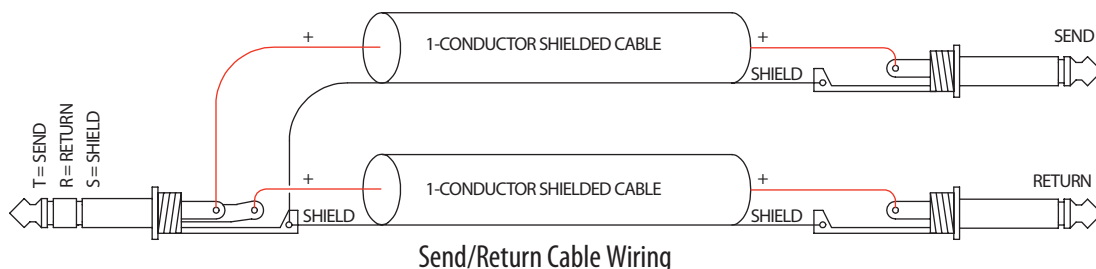 T = SEND
R = RETURN
S = SHIELD
+
1-CONDUCTOR SHIELDED CABLE
+
SHIELD
SEND
+
SHIELD
1-CONDUCTOR SHIELDED CABLE
+
SHIELD
RETURN
Send/Return Cable Wiring